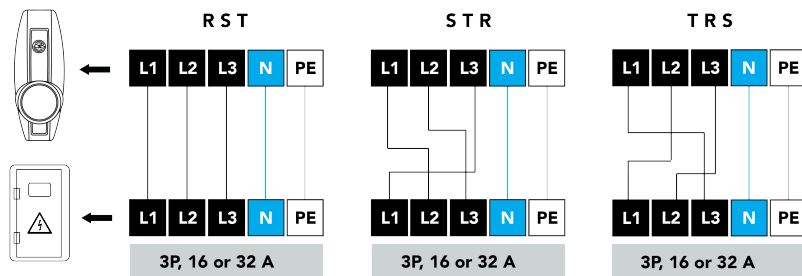 R S T S T R T R S
L1 L2 L3 N PE L1 L2 L3 N PE L1 L2 L3 N PE
L1 L2 L3 N PE L1 L2 L3 N PE L1 L2 L3 N PE
3P, 16 or 32 A 3P, 16 or 32 A 3P, 16 or 32 A